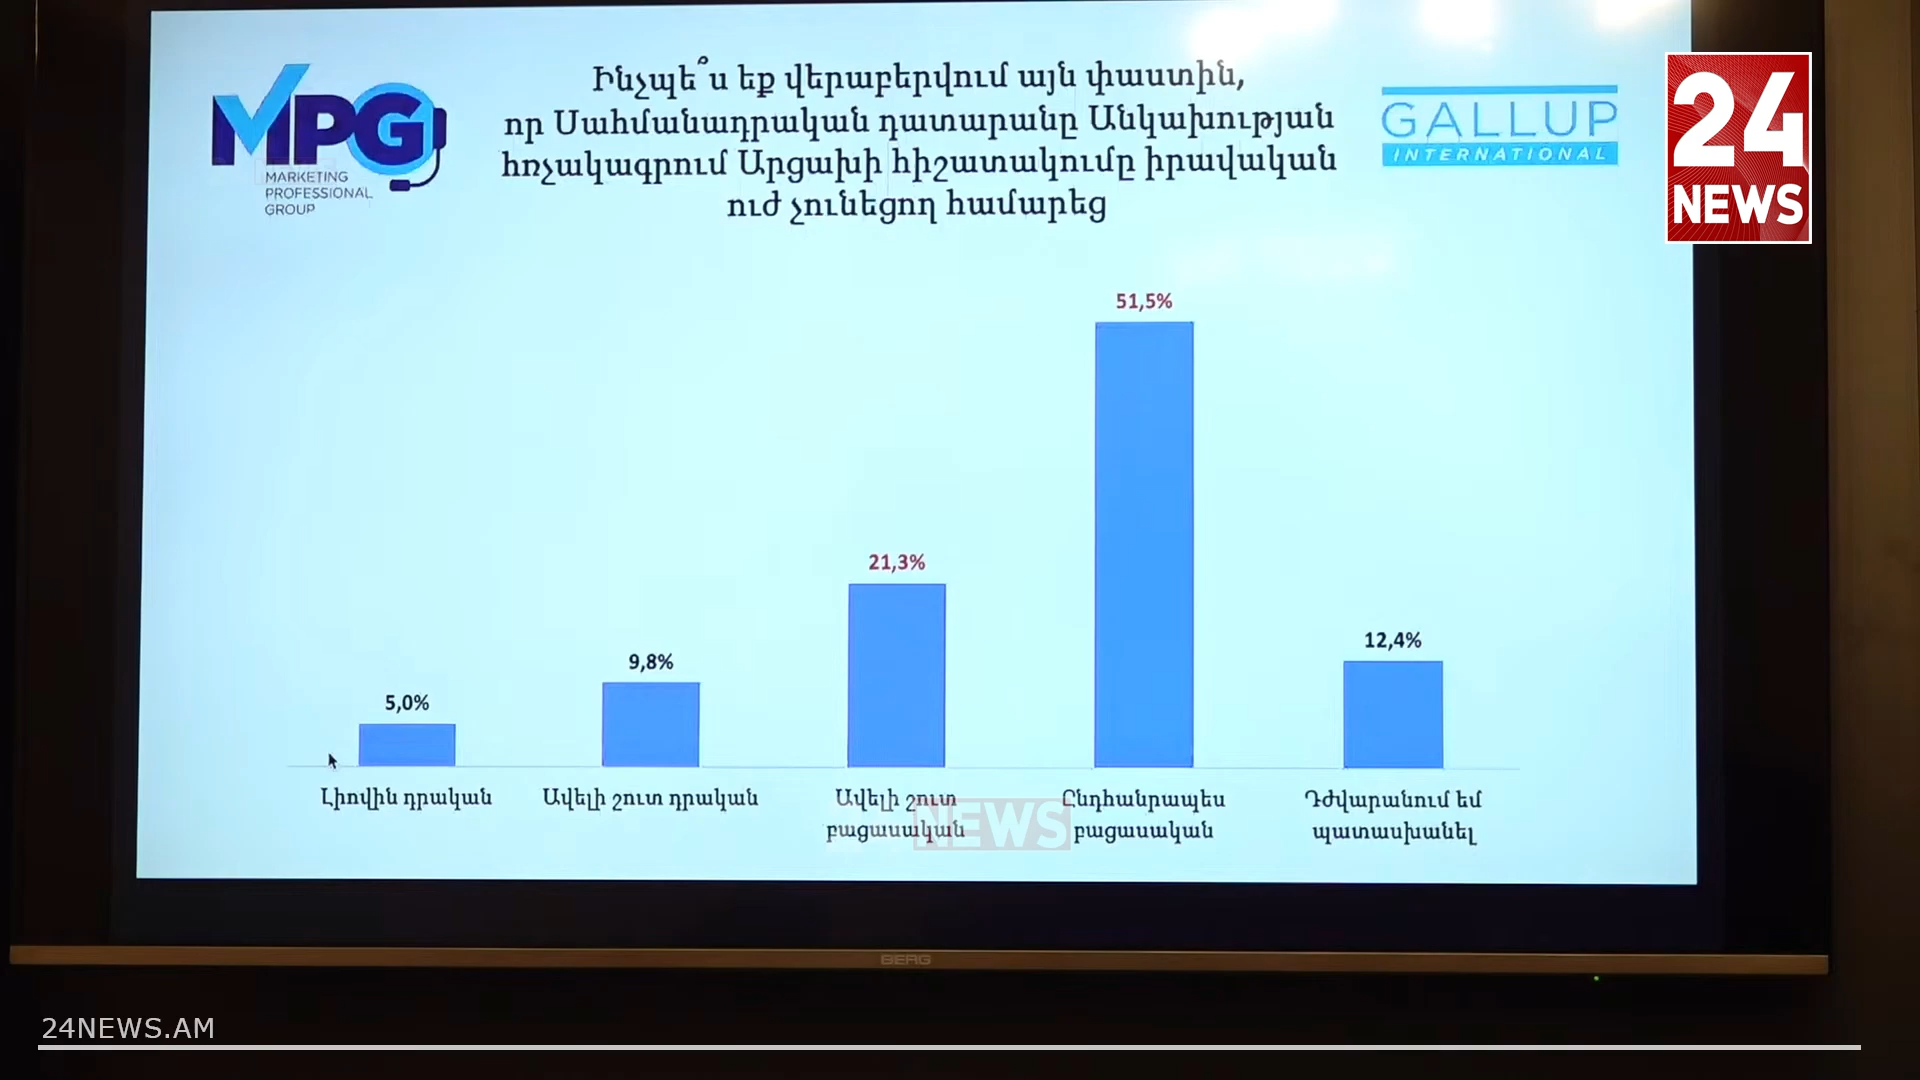 MPG
MARKETING
PROFESSIONAL
GROUP
Ինչպե՞ս եք վերաբերվում այն փաստին,
որ Սահմանադրական դատարանը Անկախության
հռչակագրում Արցախի հիշատակումը իրավական
ուժ չունեցող համարեց
GALLUP
INTERNATIONAL
24
NEWS
51,5%
21,3%
12,4%
9,8%
5,0%
Լիովին դրական
Ավելի շուտ դրական
Ավելի շուտ
բացասական
Ընդհանրապես
բացասական
Դժվարանում եմ
պատասխանել
NEWS
BERG
24NEWS.AM